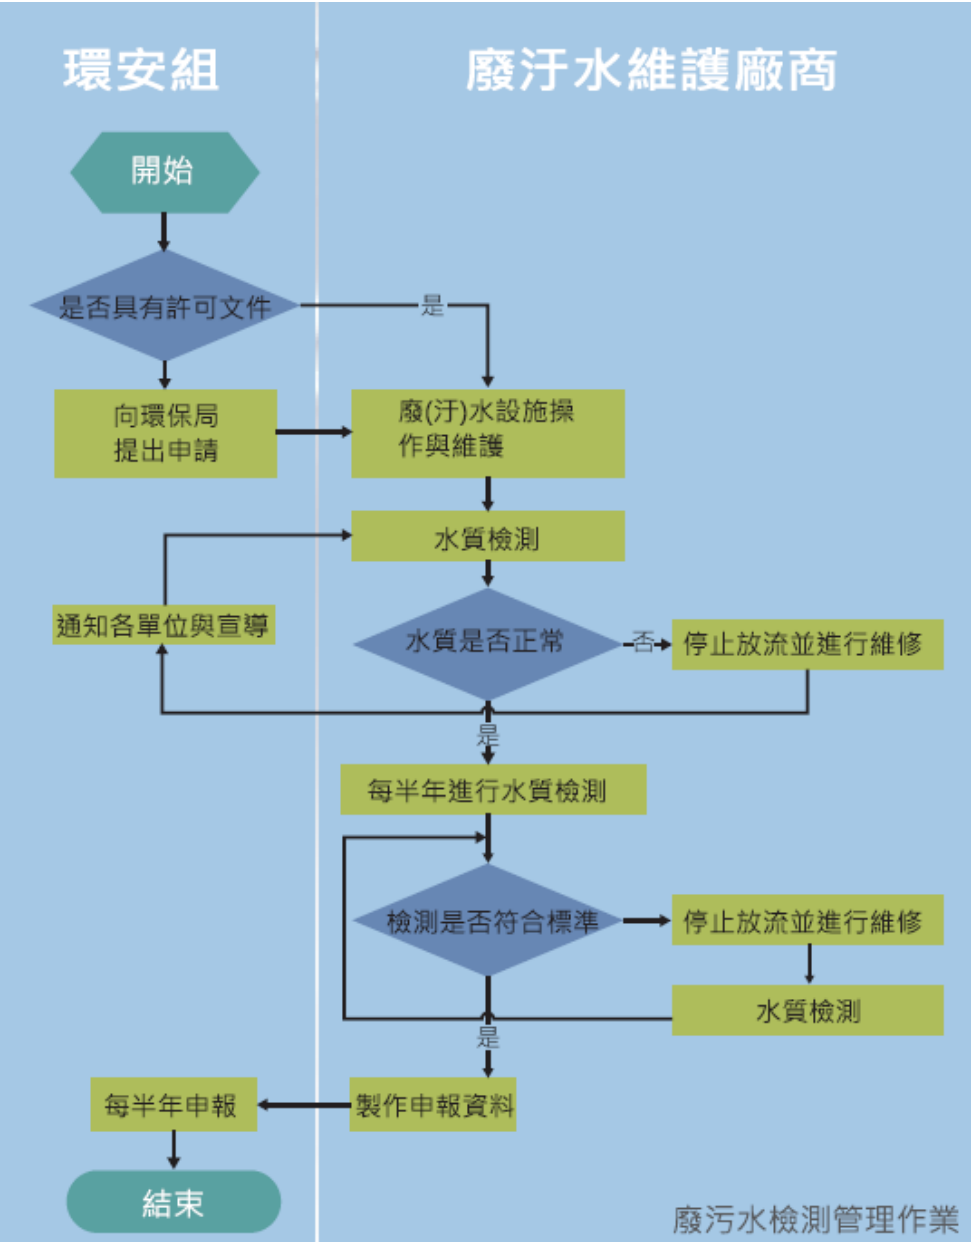 環安組
廢汙水維護廠商
開始
是否具有許可文件
是
向環保局
提出申請
廢(汙)水設施操
作與維護
水質檢測
通知各單位與宣導
水質是否正常
否
停止放流並進行維修
是
每半年進行水質檢測
檢測是否符合標準
停止放流並進行維修
水質檢測
是
每半年申報
製作申報資料
結束
廢污水檢測管理作業